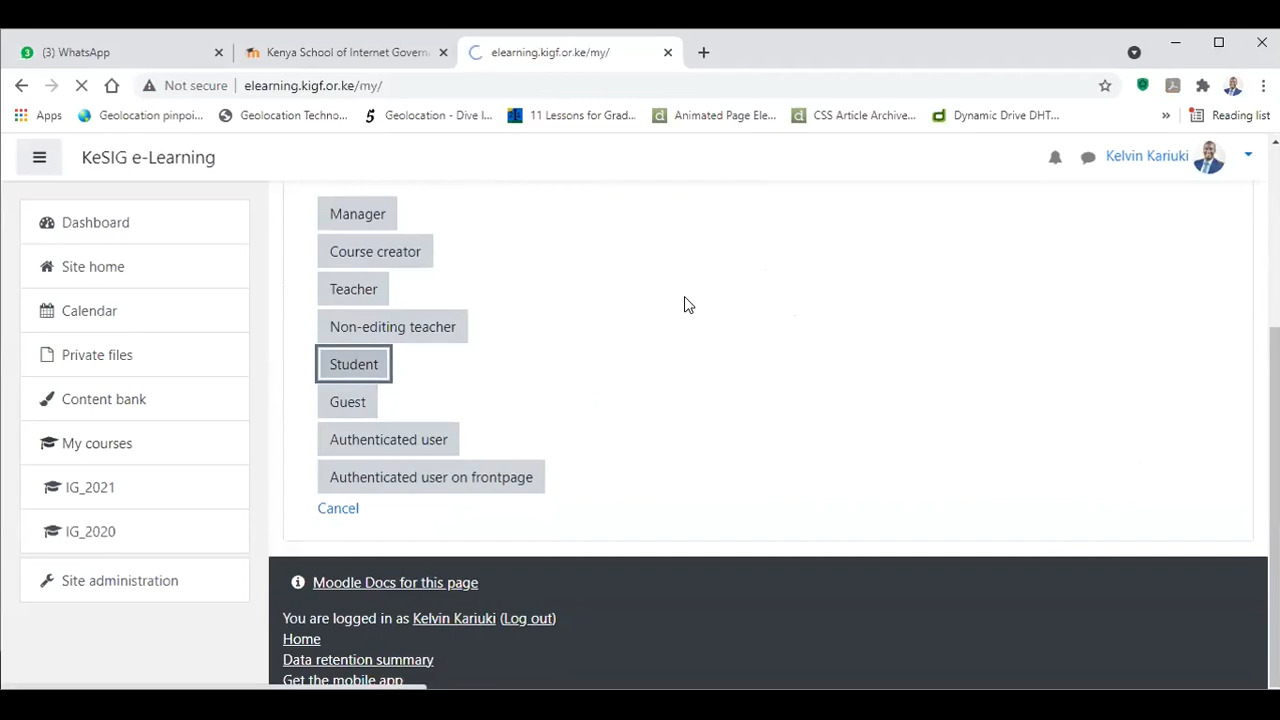 (3) WhatsApp
Kenya School of Internet Govern
elearning.kigf.or.ke/my/
Not secure
elearning.kigf.or.ke/my/
Apps
Geolocation pinpoi...
Geolocation Techno...
Geolocation - Dive I...
11 Lessons for Grad...
Animated Page Ele...
CSS Article Archive...
Dynamic Drive DHT...
Reading list
KeSIG e-Learning
Kelvin Kariuki
Dashboard
Site home
Calendar
Private files
Content bank
My courses
IG_2021
IG_2020
Site administration
Manager
Course creator
Teacher
Non-editing teacher
Student
Guest
Authenticated user
Authenticated user on frontpage
Cancel
Moodle Docs for this page
You are logged in as Kelvin Kariuki (Log out)
Home
Data retention summary
Get the mobile app